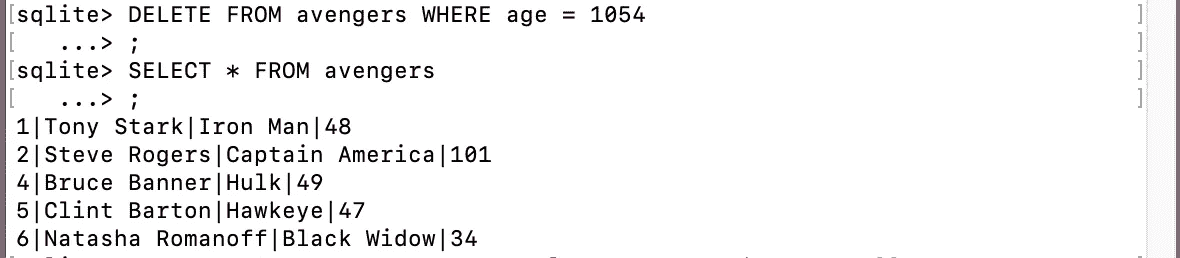 [sqlite> DELETE FROM avengers WHERE age = 1054 ]
[   ...> ; ]
[sqlite> SELECT * FROM avengers ]
[   ...> ; ]
1|Tony Stark|Iron Man|48
2|Steve Rogers|Captain America|101
4|Bruce Banner|Hulk|49
5|Clint Barton|Hawkeye|47
6|Natasha Romanoff|Black Widow|34